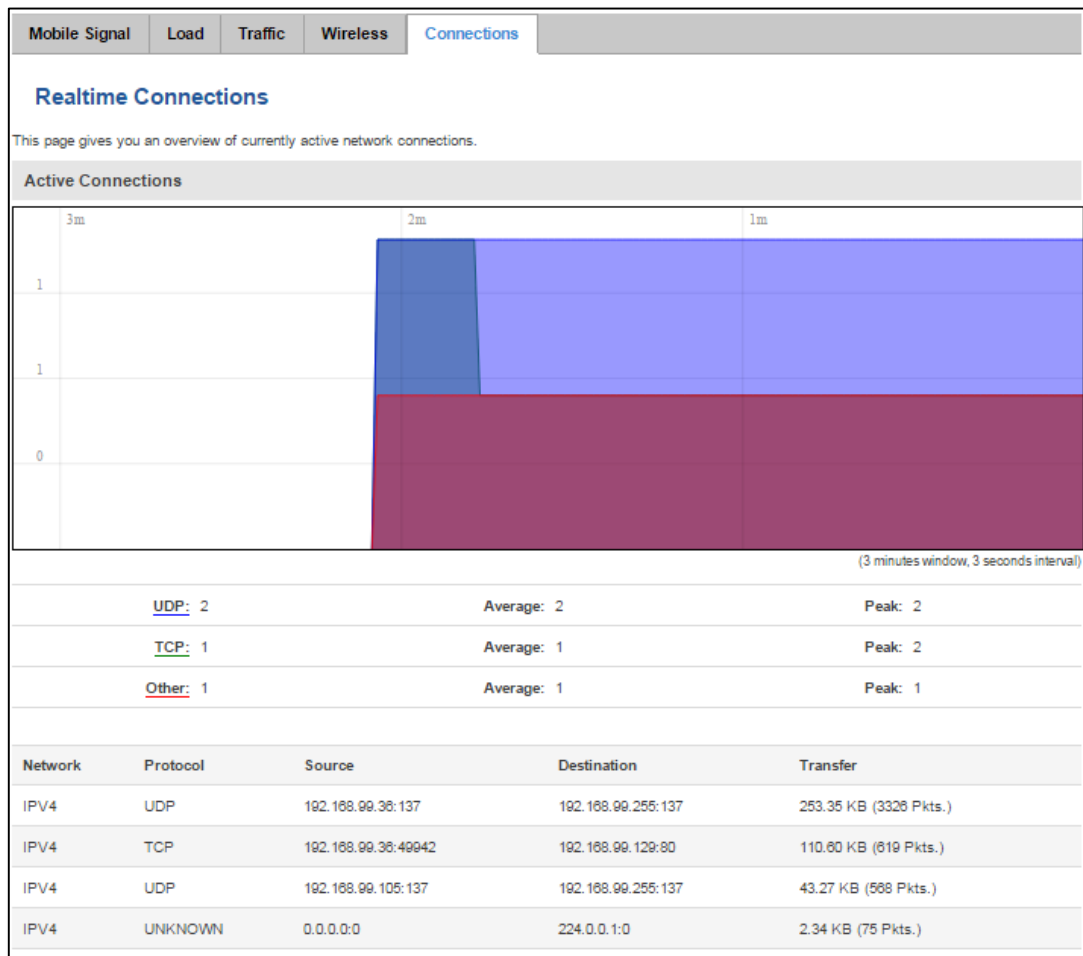 Mobile Signal Load Traffic Wireless Connections
Realtime Connections
This page gives you an overview of currently active network connections.
Active Connections
3m 2m 1m
1
1
0
(3 minutes window, 3 seconds interval)
UDP: 2 Average: 2 Peak: 2
TCP: 1 Average: 1 Peak: 2
Other: 1 Average: 1 Peak: 1
Network Protocol Source Destination Transfer
IPV4 UDP 192.168.99.36:137 192.168.99.255:137 253.35 KB (3326 Pkts.)
IPV4 TCP 192.168.99.36:49942 192.168.99.129:80 110.60 KB (619 Pkts.)
IPV4 UDP 192.168.99.105:137 192.168.99.255:137 43.27 KB (568 Pkts.)
IPV4 UNKNOWN 0.0.0.0:0 224.0.0.1:0 2.34 KB (75 Pkts.)